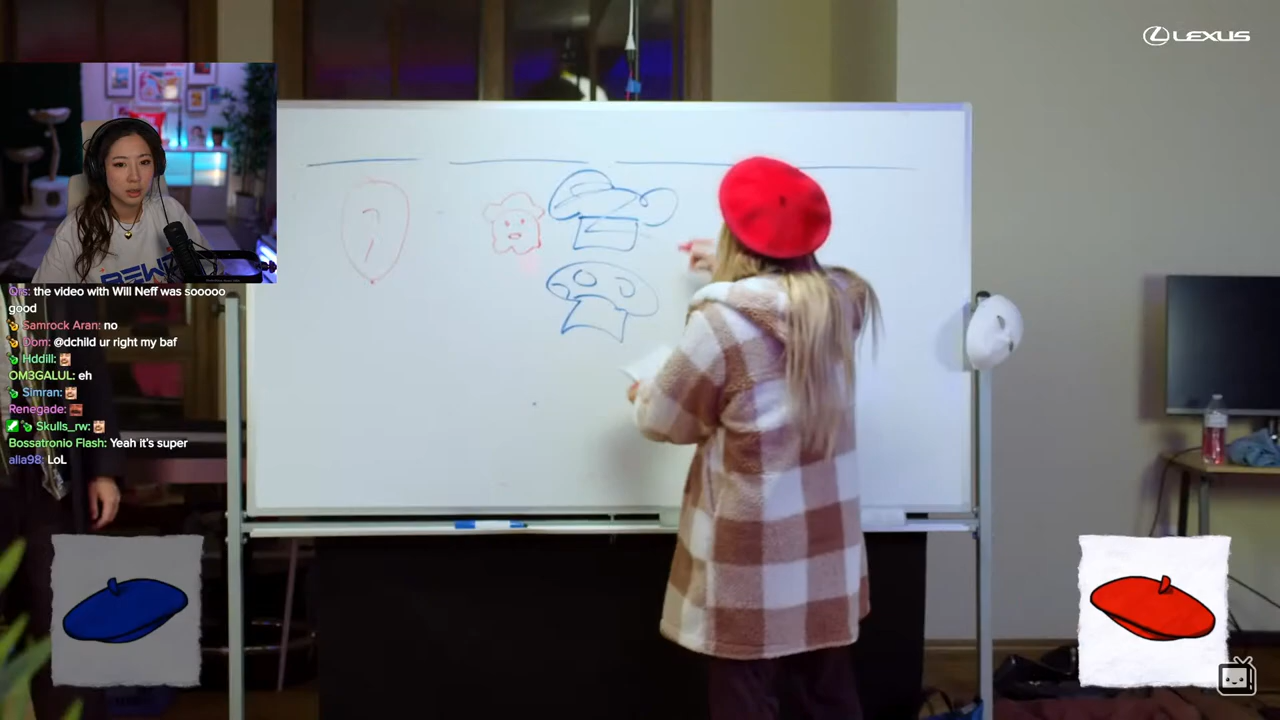 LEXUS
Ors: the video with Will Neff was sooooo
good
Samrock Aran: no
Dom: @dchild ur right my baf
Hddill:
OM3GALUL: eh
Simran:
Renegade:
Skulls_rw:
Bossatronio Flash: Yeah it's super
alia98: LoL
?